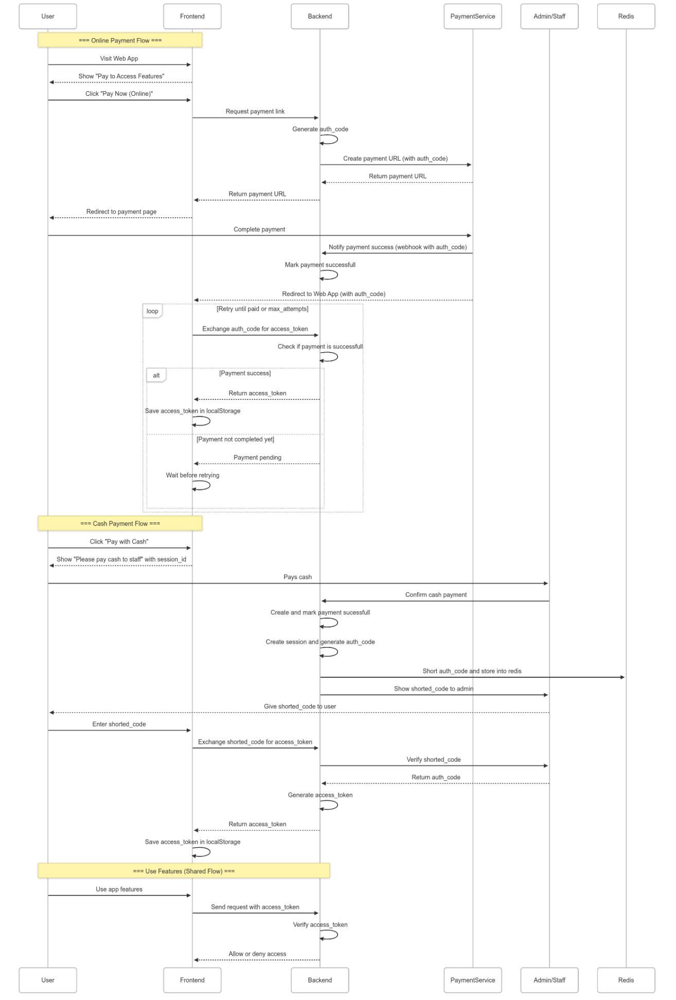 User
Frontend
Backend
PaymentService
Admin/Staff
Redis
=== Online Payment Flow ===
Visit Web App
Show "Pay to Access Features"
Click "Pay Now (Online)"
Request payment link
Generate auth_code
Create payment URL (with auth_code)
Return payment URL
Return payment URL
Redirect to payment page
Complete payment
Notify payment success (webhook with auth_code)
Mark payment successfull
Redirect to Web App (with auth_code)
loop
[Retry until paid or max_attempts]
Exchange auth_code for access_token
Check if payment is successfull
alt
[Payment success]
Return access_token
Save access_token in localStorage
[Payment not completed yet]
Payment pending
Wait before retrying
=== Cash Payment Flow ===
Click "Pay with Cash"
Show "Please pay cash to staff" with session_id
Pays cash
Confirm cash payment
Create and mark payment sucessfull
Create session and generate auth_code
Short auth_code and store into redis
Show shorted_code to admin
Give shorted_code to user
Enter shorted_code
Exchange shorted_code for access_token
Verify shorted_code
Return auth_code
Generate access_token
Return access_token
Save access_token in localStorage
=== Use Features (Shared Flow) ===
Use app features
Send request with access_token
Verify access_token
Allow or deny access
User
Frontend
Backend
PaymentService
Admin/Staff
Redis